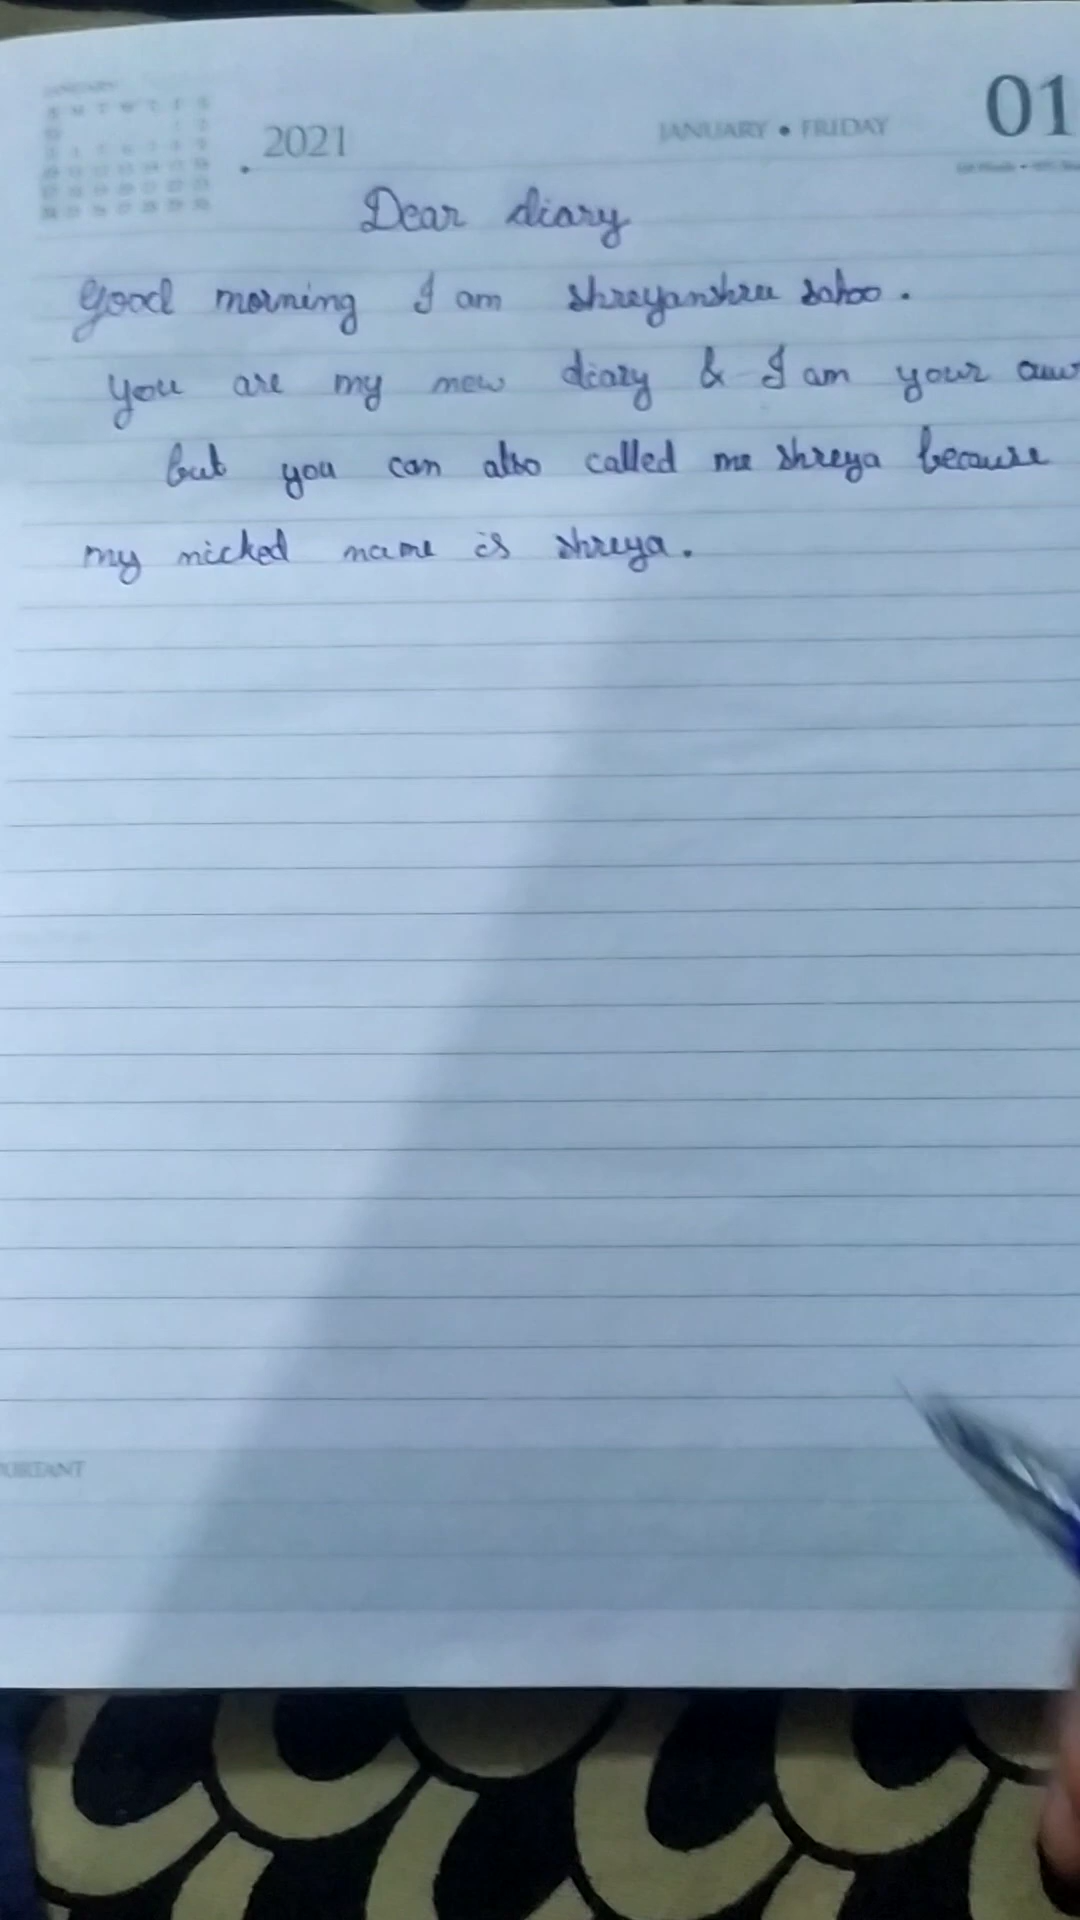 2021
JANUARY • FRIDAY
01
Dear diary
Good morning I am shreyanshree sahoo.
You are my new diary & I am your
but you can also called me shreya because
my nicked name is shreya.